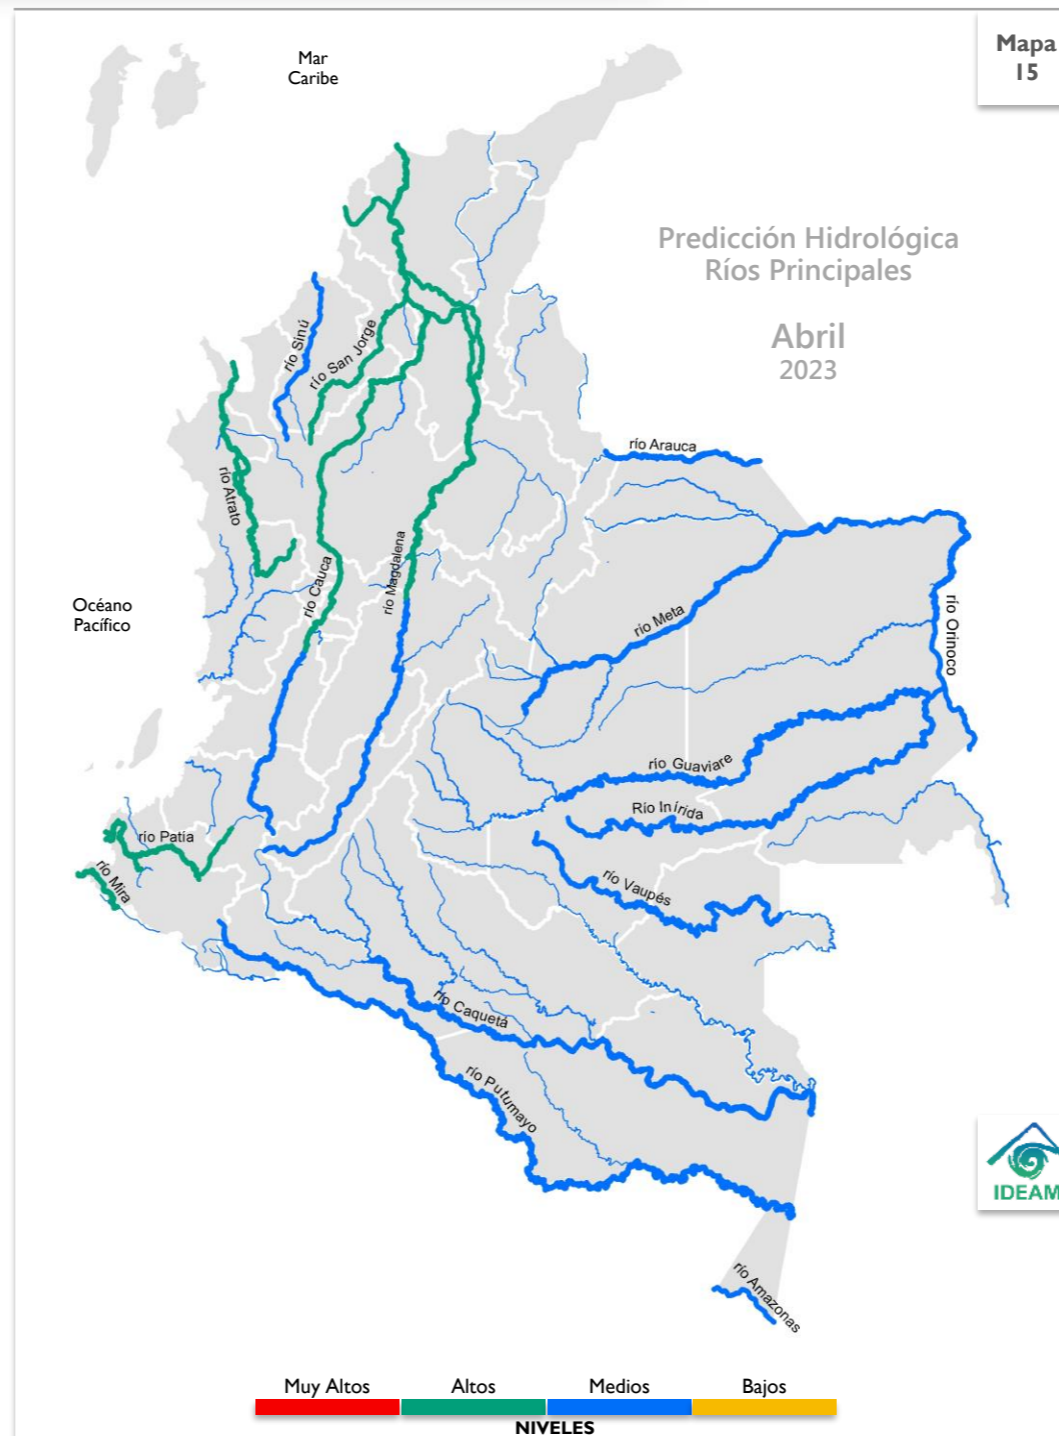 Mapa
15
Mar
Caribe
Predicción Hidrológica
Ríos Principales
Abril
2023
río Sinú
río San Jorge
río Arauca
río Atrato
río Cauca
río Magdalena
río Meta
río Orinoco
Océano
Pacífico
río Guaviare
Río Inírida
río Patía
río Mira
río Vaupés
río Caquetá
río Putumayo
IDEAM
río Amazonas
Muy Altos
Altos
Medios
Bajos
NIVELES